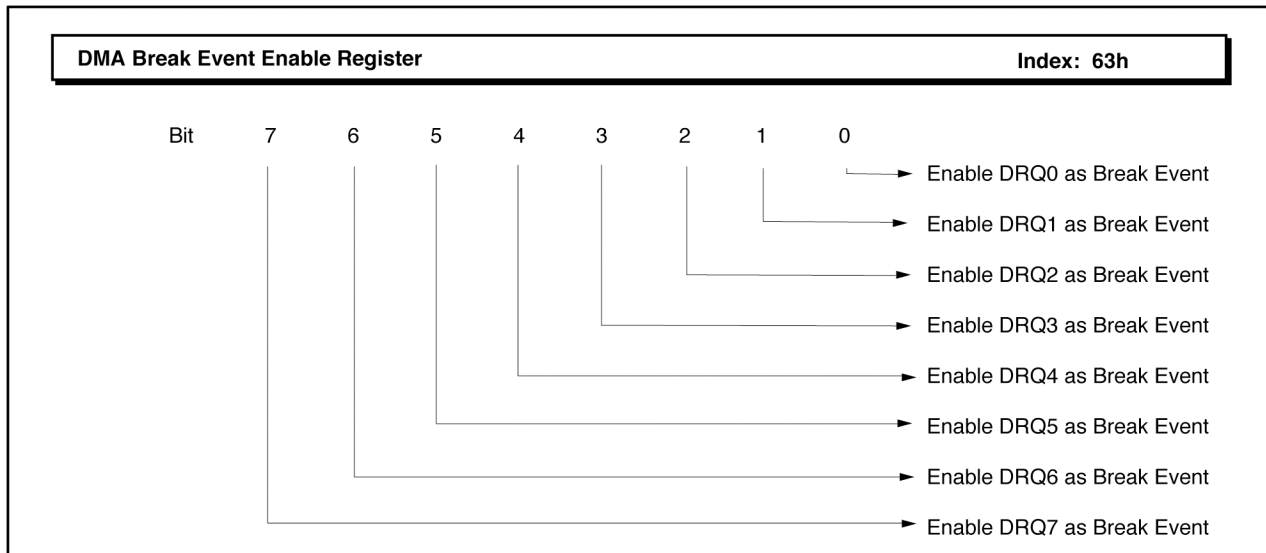 DMA Break Event Enable Register Index: 63h
Bit 7 6 5 4 3 2 1 0
Enable DRQ0 as Break Event
Enable DRQ1 as Break Event
Enable DRQ2 as Break Event
Enable DRQ3 as Break Event
Enable DRQ4 as Break Event
Enable DRQ5 as Break Event
Enable DRQ6 as Break Event
Enable DRQ7 as Break Event